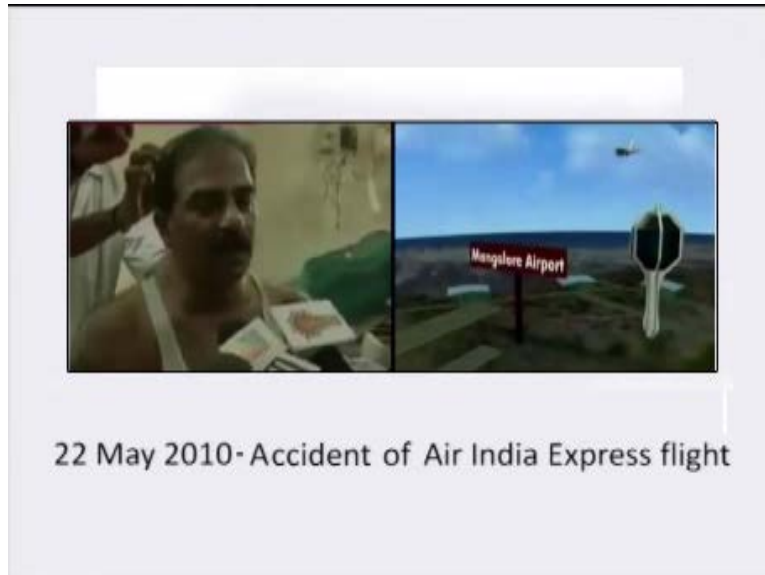 Mangalore Airport
22 May 2010-Accident of Air India Express flight